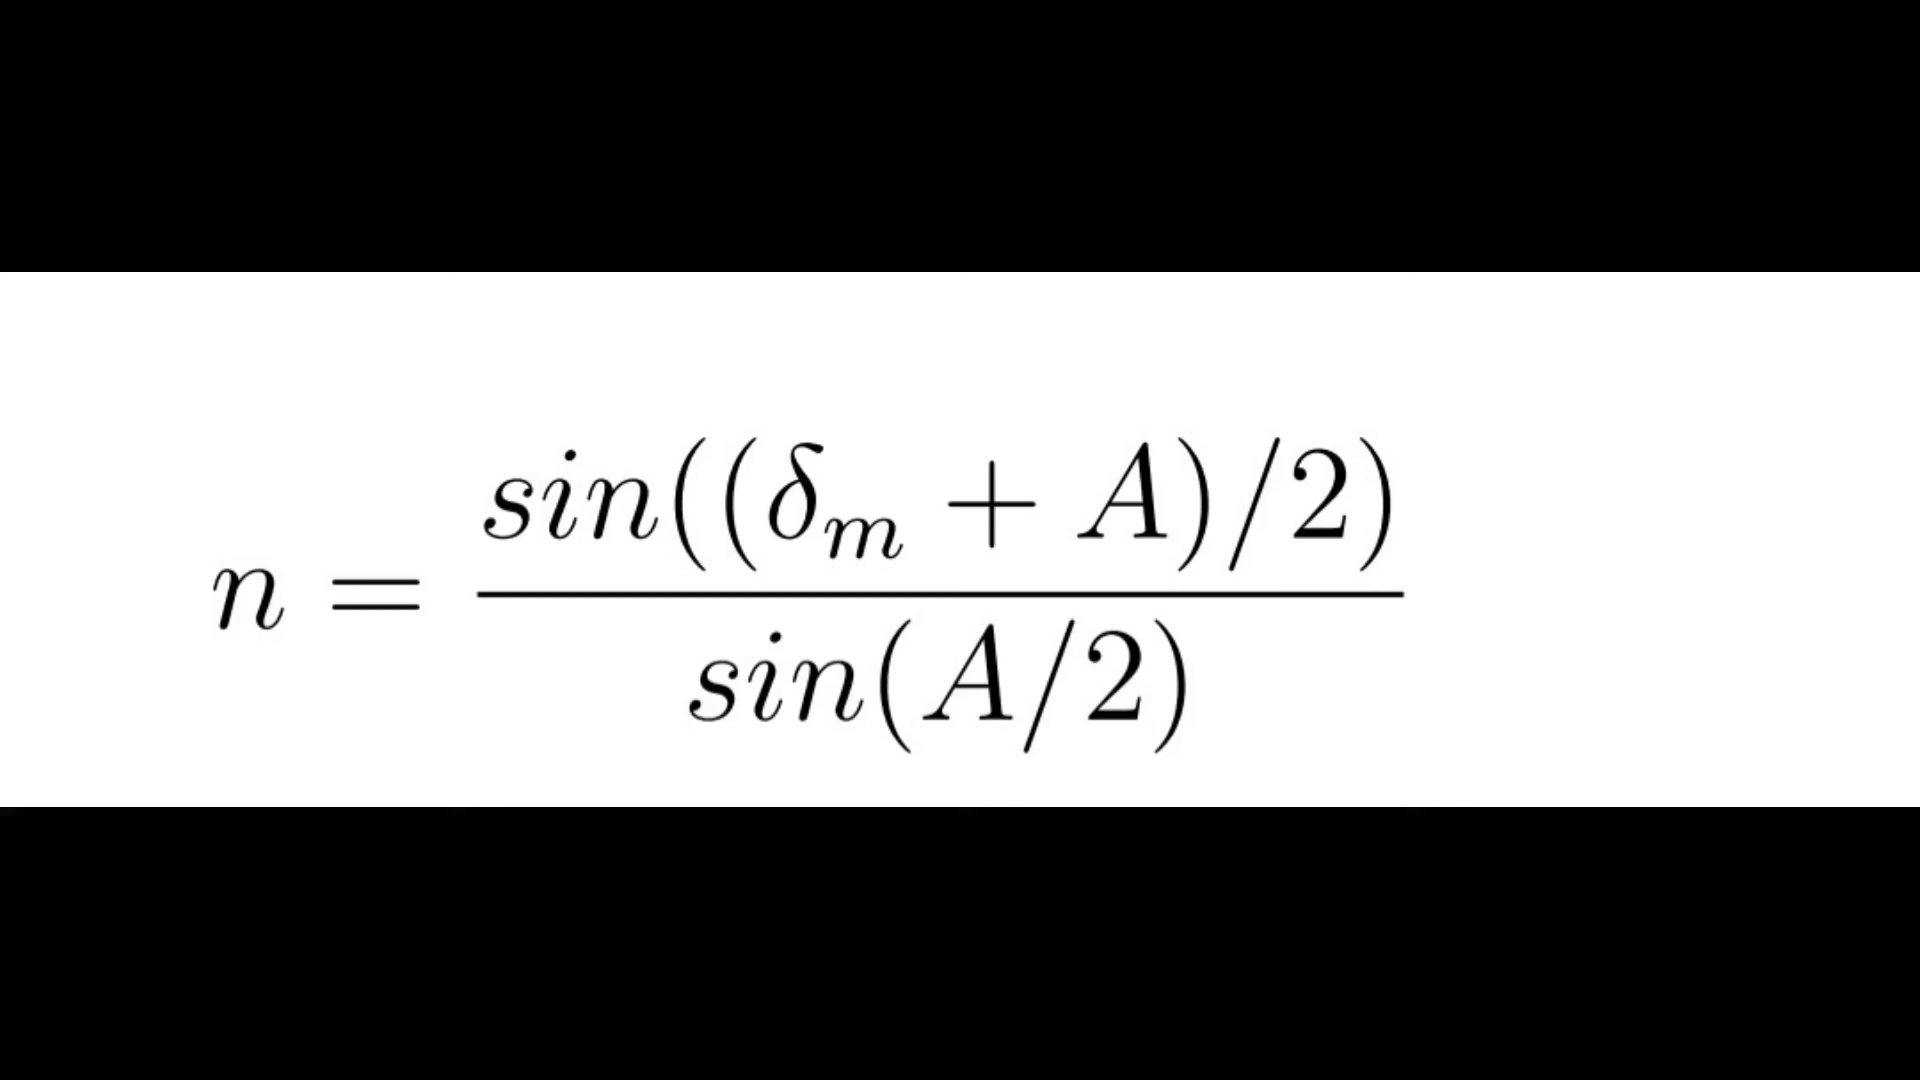 n = sin((δₘ + A)/2) / sin(A/2)